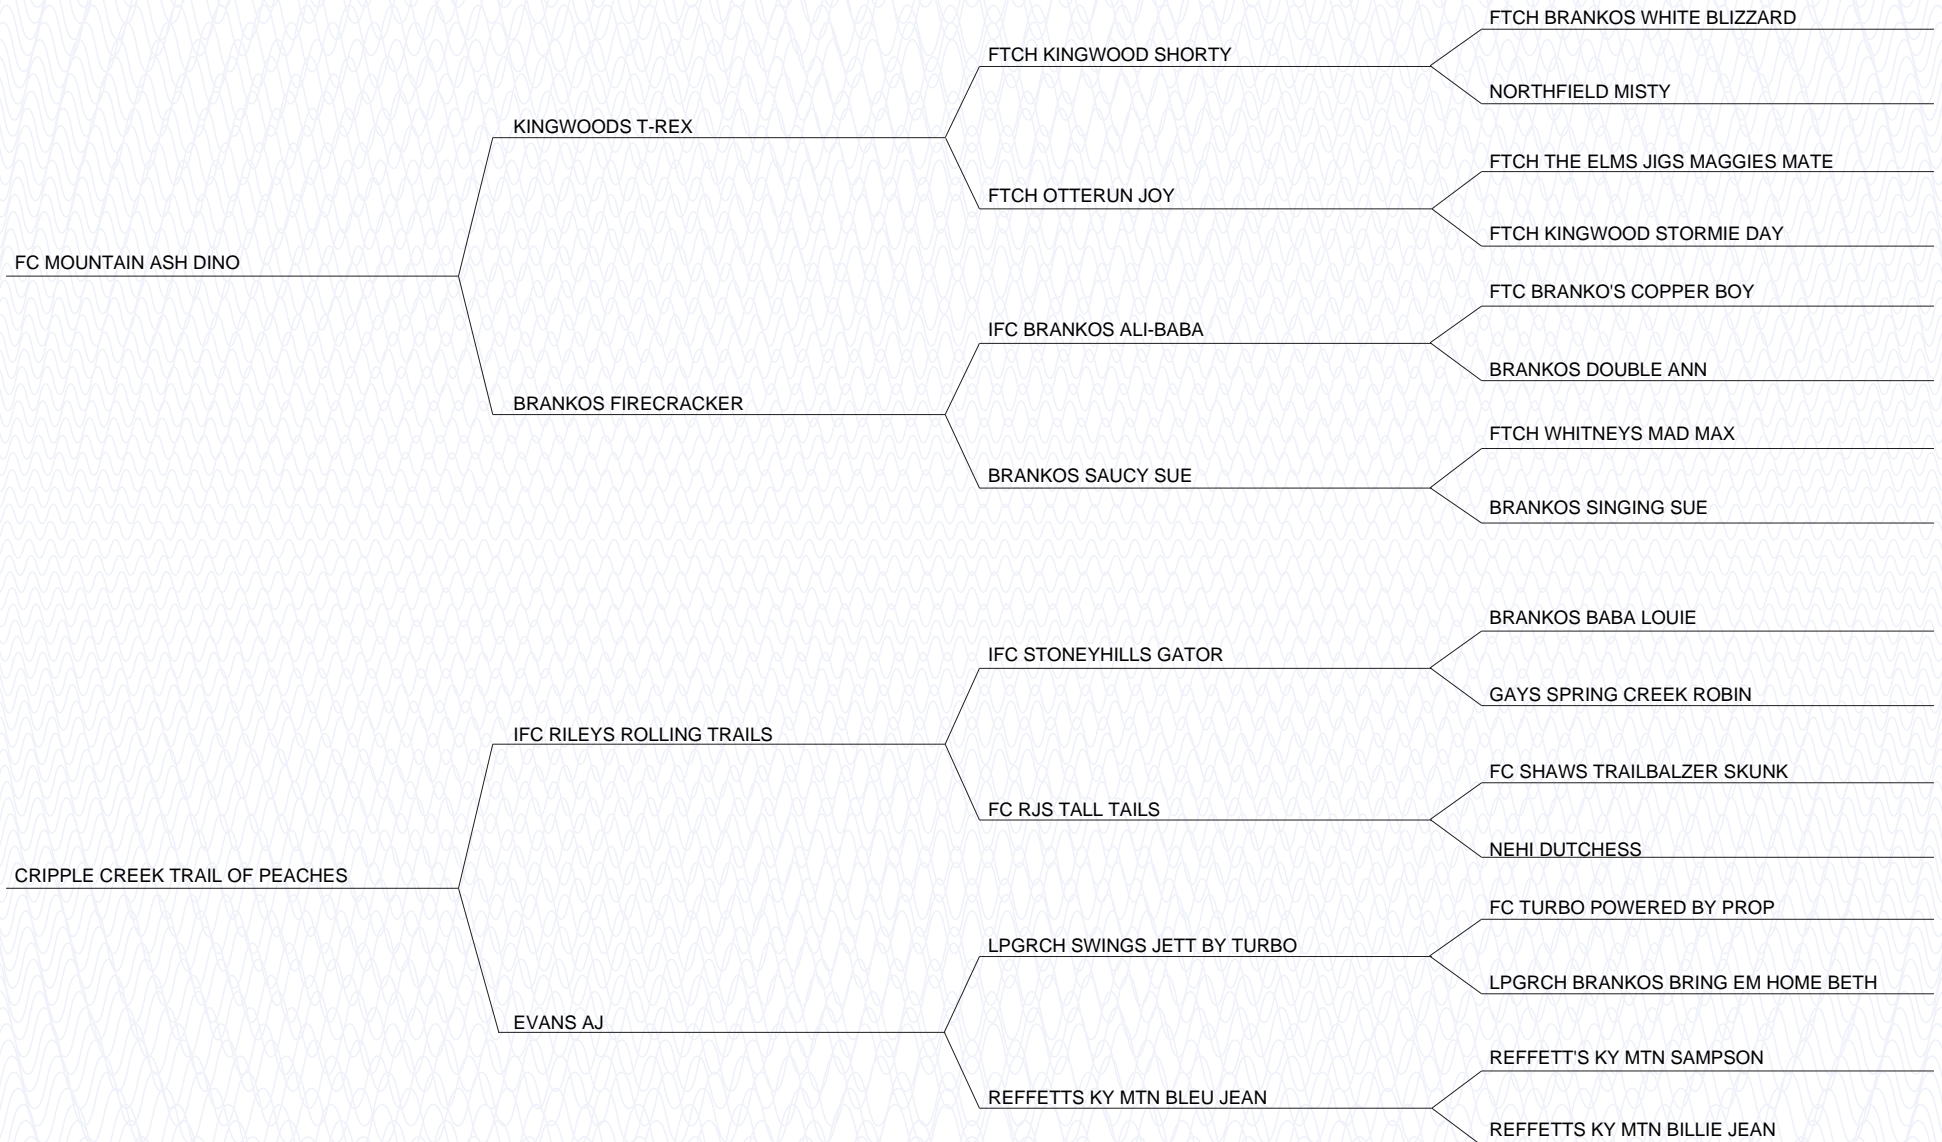 FTCH BRANKOS WHITE BLIZZARD
FTCH KINGWOOD SHORTY
NORTHFIELD MISTY
KINGWOODS T-REX
FTCH THE ELMS JIGS MAGGIES MATE
FTCH OTTERUN JOY
FTCH KINGWOOD STORMIE DAY
FC MOUNTAIN ASH DINO
FTC BRANKO'S COPPER BOY
IFC BRANKOS ALI-BABA
BRANKOS DOUBLE ANN
BRANKOS FIRECRACKER
FTCH WHITNEYS MAD MAX
BRANKOS SAUCY SUE
BRANKOS SINGING SUE
BRANKOS BABA LOUIE
IFC STONEYHILLS GATOR
GAYS SPRING CREEK ROBIN
IFC RILEYS ROLLING TRAILS
FC SHAWS TRAILBALZER SKUNK
FC RJS TALL TAILS
NEHI DUTCHESS
CRIPPLE CREEK TRAIL OF PEACHES
FC TURBO POWERED BY PROP
LPGRCH SWINGS JETT BY TURBO
LPGRCH BRANKOS BRING EM HOME BETH
EVANS AJ
REFFETT'S KY MTN SAMPSON
REFFETTS KY MTN BLEU JEAN
REFFETTS KY MTN BILLIE JEAN